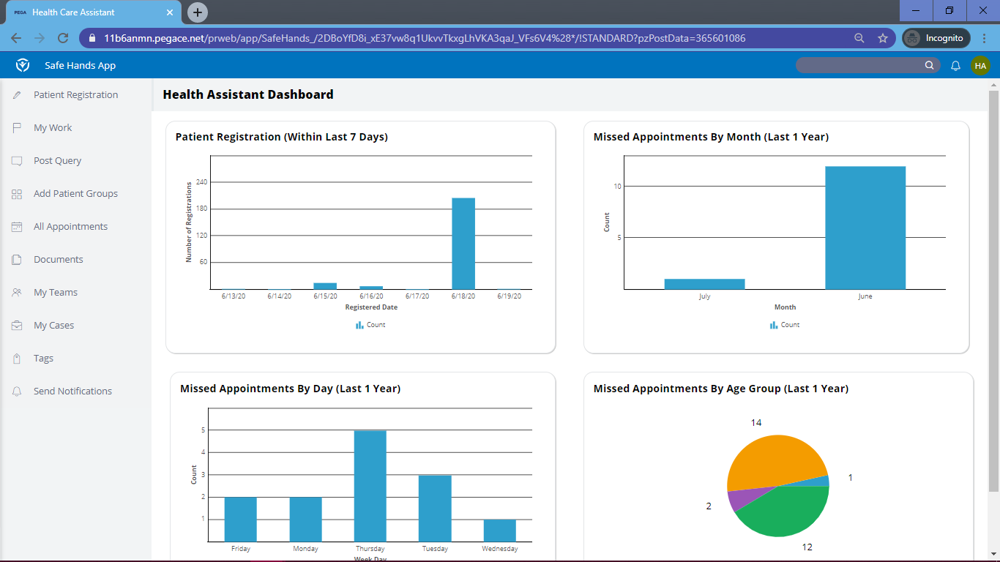 PEGA Health Care Assistant
11b6anmn.pegace.net/prweb/app/SafeHands_/2DBoYfD8i_xE37vw8q1UkvvTkxgLhVKA3qaJ_VFs6V4%28*/!STANDARD?pzPostData=365601086
Incognito
Safe Hands App
HA
Patient Registration
My Work
Post Query
Add Patient Groups
All Appointments
Documents
My Teams
My Cases
Tags
Send Notifications
Health Assistant Dashboard
Patient Registration (Within Last 7 Days)
Number of Registrations
240
180
120
60
6/13/20 6/14/20 6/15/20 6/16/20 6/17/20 6/18/20 6/19/20
Registered Date
Count
Missed Appointments By Month (Last 1 Year)
Count
10
5
July June
Month
Count
Missed Appointments By Day (Last 1 Year)
Count
5
4
3
2
1
Friday Monday Thursday Tuesday Wednesday
Week Day
Missed Appointments By Age Group (Last 1 Year)
14
1
2
12